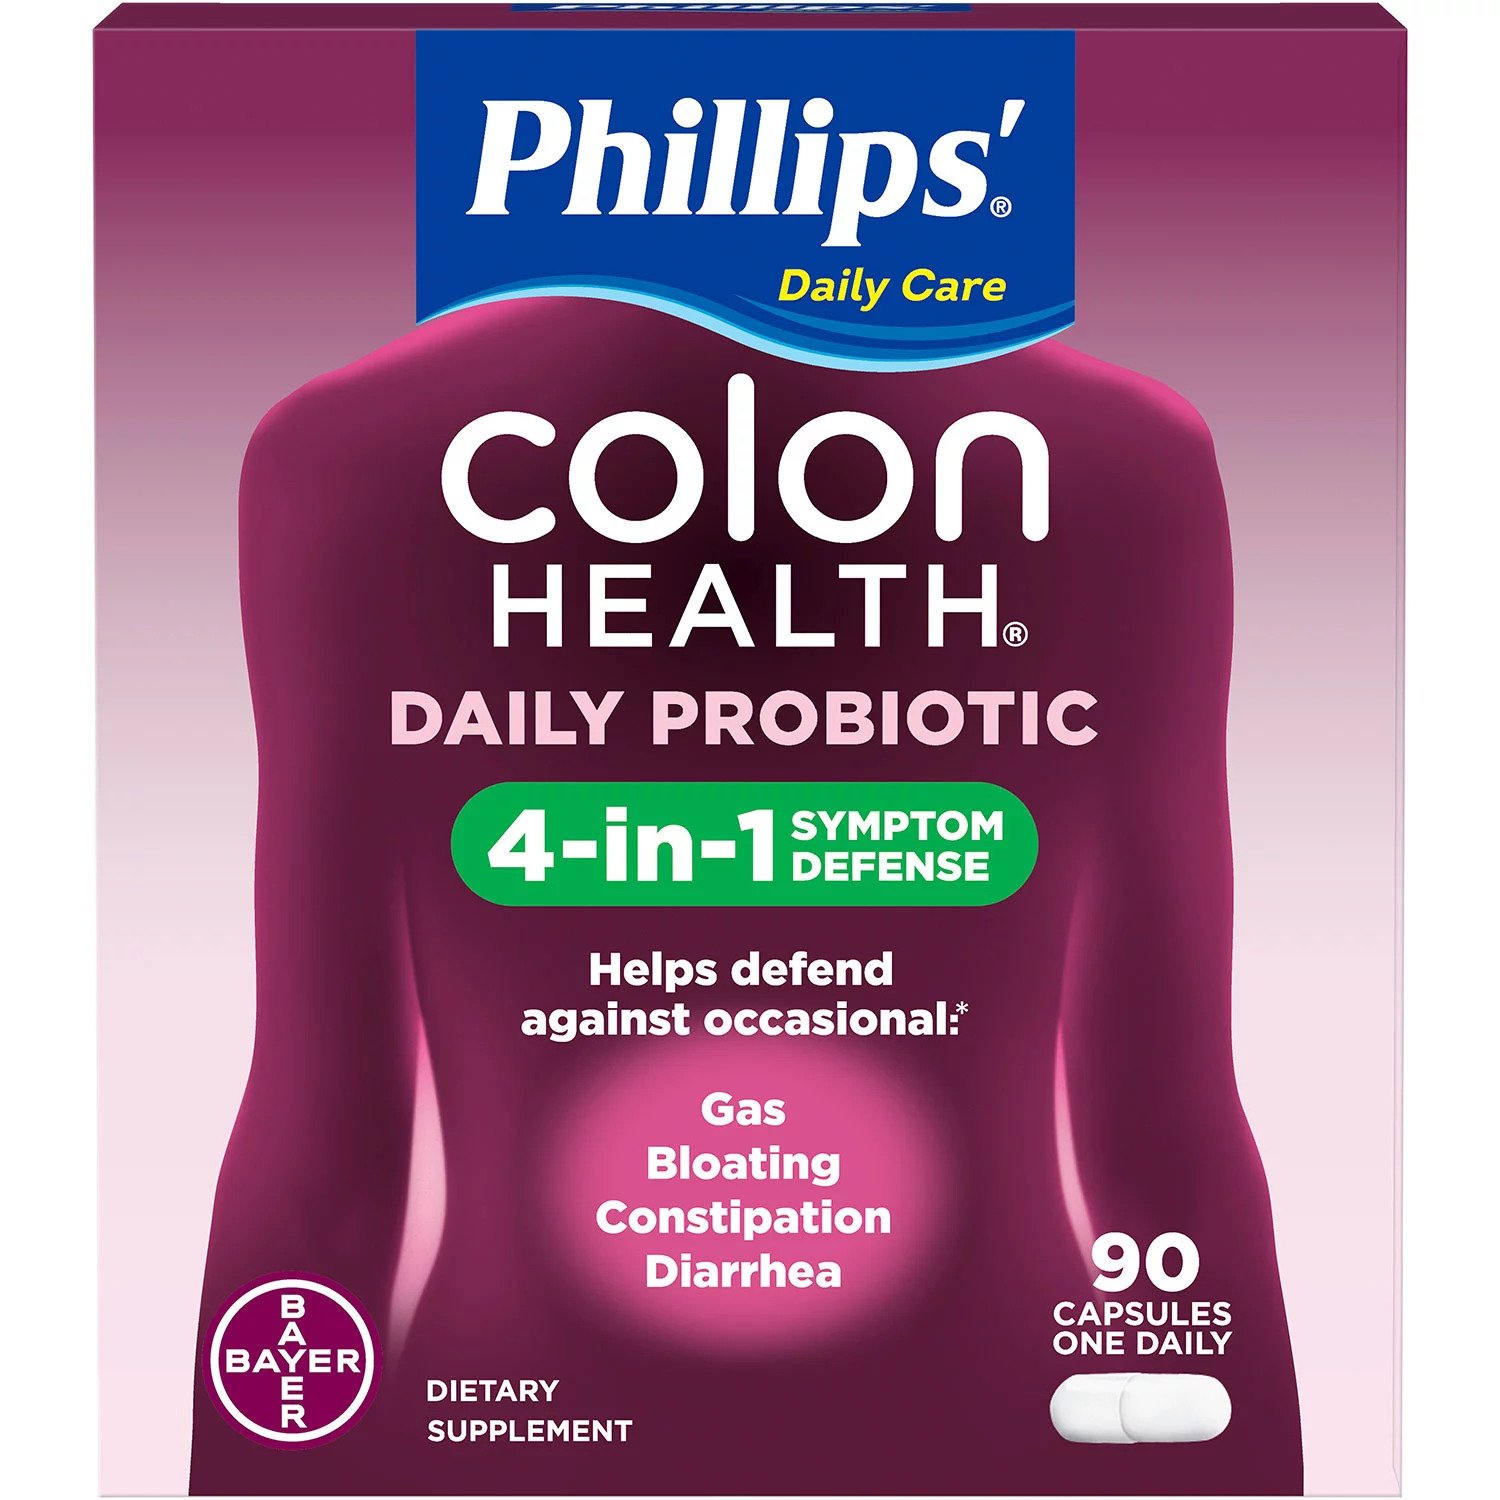 Phillips'®
Daily Care
colon
HEALTH®
DAILY PROBIOTIC
4-in-1 SYMPTOM
DEFENSE
Helps defend
against occasional:*
Gas
Bloating
Constipation
Diarrhea
90
CAPSULES
ONE DAILY
BAYER
BAYER
DIETARY
SUPPLEMENT